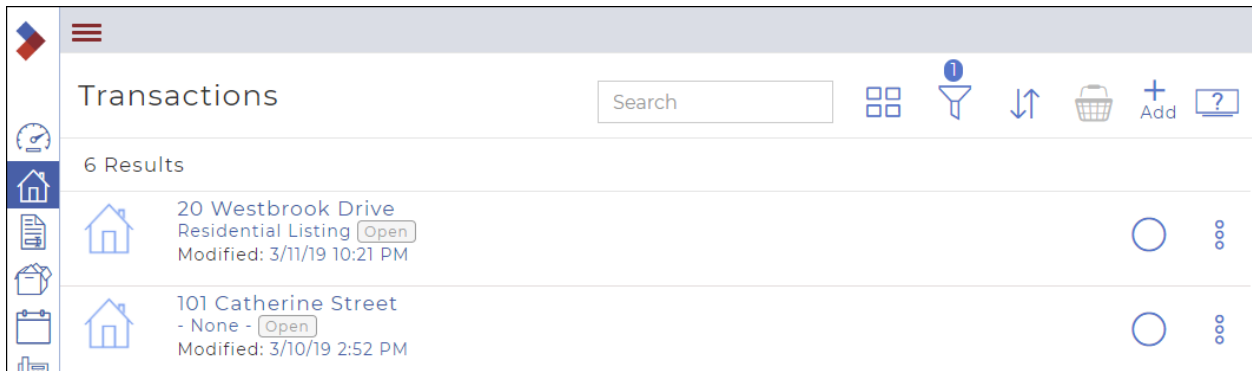 Transactions
Search
1
Add
?
6 Results
20 Westbrook Drive
Residential Listing Open
Modified: 3/11/19 10:21 PM
101 Catherine Street
- None - Open
Modified: 3/10/19 2:52 PM